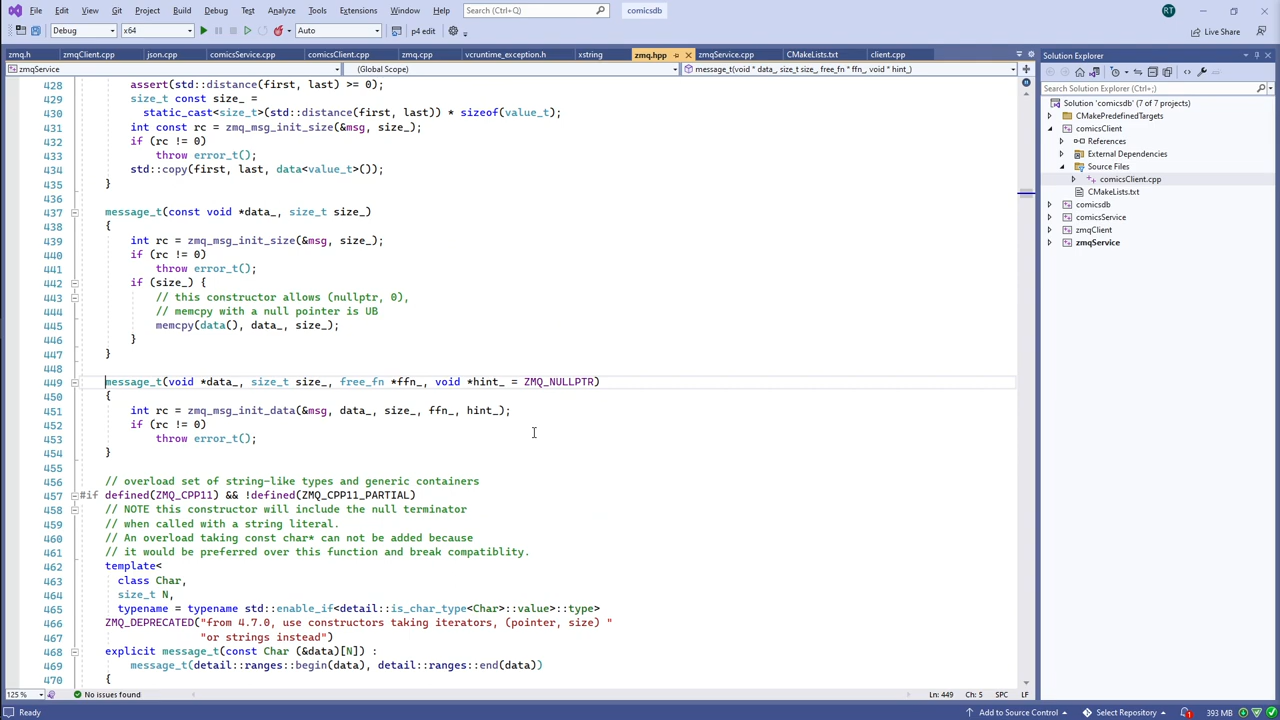 File Edit View Git Project Build Debug Test Analyze Tools Extensions Window Help Search (Ctrl+Q) comicsdb RT
Debug x64 Auto p4 edit Live Share
zmq.h zmqClient.cpp json.cpp comicsService.cpp comicsClient.cpp zmq.cpp vcruntime_exception.h xstring zmq.hpp zmqService.cpp CMakeLists.txt client.cpp
zmqService (Global Scope) message_t(void * data_, size_t size_, free_fn * ffn_, void * hint_)
428 assert(std::distance(first, last) >= 0);
429 size_t const size_ =
430 static_cast<size_t>(std::distance(first, last)) * sizeof(value_t);
431 int const rc = zmq_msg_init_size(&msg, size_);
432 if (rc != 0)
433 throw error_t();
434 std::copy(first, last, data<value_t>());
435 }
436
437 message_t(const void *data_, size_t size_)
438 {
439 int rc = zmq_msg_init_size(&msg, size_);
440 if (rc != 0)
441 throw error_t();
442 if (size_) {
443 // this constructor allows (nullptr, 0),
444 // memcpy with a null pointer is UB
445 memcpy(data(), data_, size_);
446 }
447 }
448
449 message_t(void *data_, size_t size_, free_fn *ffn_, void *hint_ = ZMQ_NULLPTR)
450 {
451 int rc = zmq_msg_init_data(&msg, data_, size_, ffn_, hint_);
452 if (rc != 0)
453 throw error_t();
454 }
455
456 // overload set of string-like types and generic containers
457 #if defined(ZMQ_CPP11) && !defined(ZMQ_CPP11_PARTIAL)
458 // NOTE this constructor will include the null terminator
459 // when called with a string literal.
460 // An overload taking const char* can not be added because
461 // it would be preferred over this function and break compatiblity.
462 template<
463 class Char,
464 size_t N,
465 typename = typename std::enable_if<detail::is_char_type<Char>::value>::type>
466 ZMQ_DEPRECATED("from 4.7.0, use constructors taking iterators, (pointer, size) "
467 "or strings instead")
468 explicit message_t(const Char (&data)[N]) :
469 message_t(detail::ranges::begin(data), detail::ranges::end(data))
470 {
125 % No issues found Ln: 449 Ch: 5 SPC LF
Solution Explorer
Search Solution Explorer (Ctrl+;)
Solution 'comicsdb' (7 of 7 projects)
CMakePredefinedTargets
comicsClient
References
External Dependencies
Source Files
comicsClient.cpp
CMakeLists.txt
comicsdb
comicsService
zmqClient
zmqService
Ready Add to Source Control Select Repository 393 MB